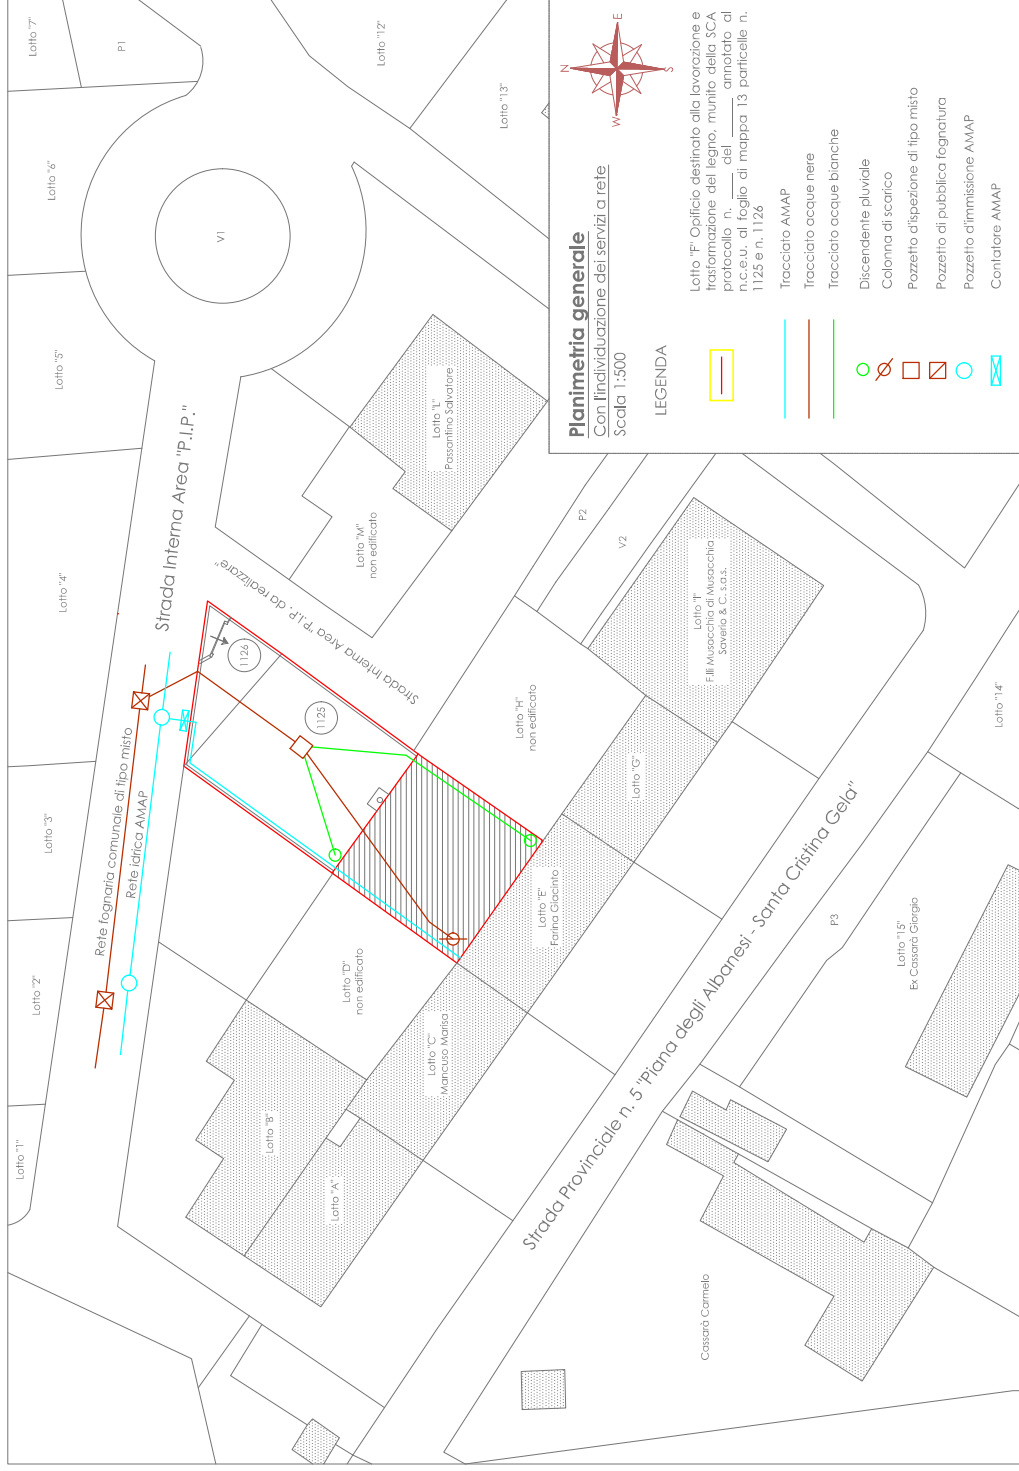 Lotto "1"
Lotto "2"
Lotto "3"
Lotto "4"
Lotto "5"
Lotto "6"
Lotto "7"
P1
V1
Lotto "12"
Lotto "13"
Strada Interna Area "P.I.P."
Rete fognaria comunale di tipo misto
Rete idrica AMAP
1126
1125
Strada Interna Area "P.I.P. da realizzare"
Lotto "M"
non edificato
Lotto "L"
Passantino Salvatore
Lotto "A"
Lotto "B"
Lotto "C"
Mancuso Marisa
Lotto "D"
non edificato
Lotto "E"
Farina Giacinto
Lotto "G"
Lotto "H"
non edificato
Lotto "I"
F.lli Musacchia di Musacchia
Saverio & C. s.a.s.
P2
V2
Strada Provinciale n. 5 "Piana degli Albanesi - Santa Cristina Gela"
Cassarà Carmelo
P3
Lotto "15"
Ex Cassarà Giorgio
Lotto "14"
Planimetria generale
Con l'individuazione dei servizi a rete
Scala 1:500
N
E
S
W
LEGENDA
Lotto "F" Opificio destinato alla lavorazione e
trasformazione del legno, munito della SCA
protocollo n. ____ del ______ annotato al
n.c.e.u. al foglio di mappa 13 particelle n.
1125 e n. 1126
Tracciato AMAP
Tracciato acque nere
Tracciato acque bianche
Discendente pluviale
Colonna di scarico
Pozzetto d'ispezione di tipo misto
Pozzetto di pubblica fognatura
Pozzetto d'immissione AMAP
Contatore AMAP